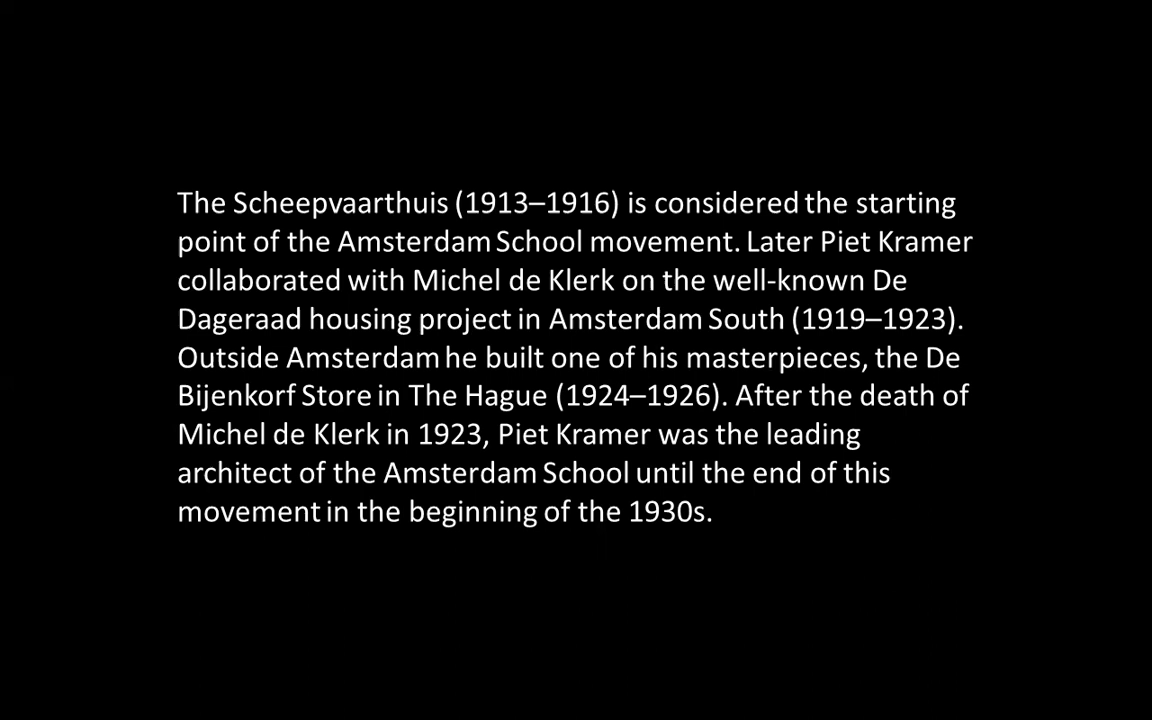 The Scheepvaarthuis (1913–1916) is considered the starting
point of the Amsterdam School movement. Later Piet Kramer
collaborated with Michel de Klerk on the well-known De
Dageraad housing project in Amsterdam South (1919–1923).
Outside Amsterdam he built one of his masterpieces, the De
Bijenkorf Store in The Hague (1924–1926). After the death of
Michel de Klerk in 1923, Piet Kramer was the leading
architect of the Amsterdam School until the end of this
movement in the beginning of the 1930s.